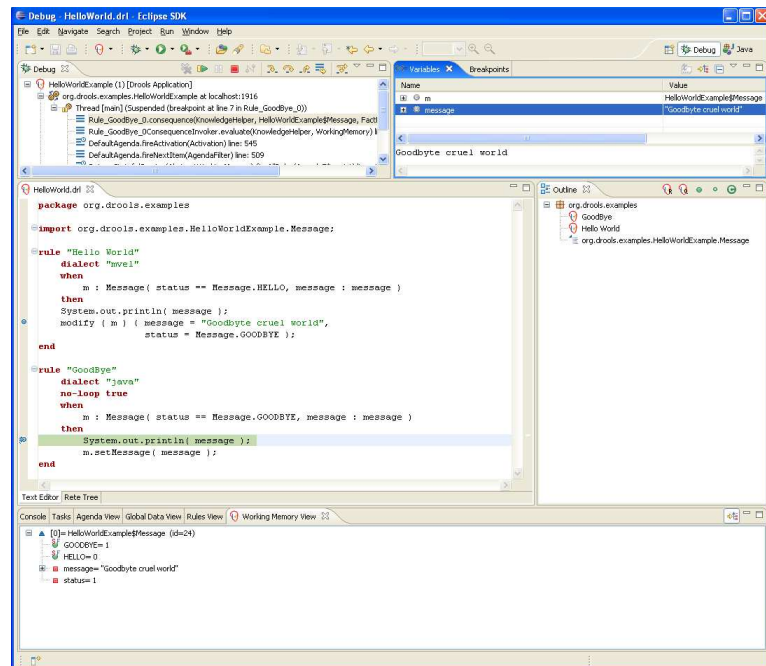 Debug - HelloWorld.drl - Eclipse SDK
File Edit Navigate Search Project Run Window Help
Debug Java
Debug
HelloWorldExample (1) [Drools Application]
org.drools.examples.HelloWorldExample at localhost:1916
Thread [main] (Suspended (breakpoint at line 7 in Rule_GoodBye_0))
Rule_GoodBye_0.consequence(KnowledgeHelper, HelloWorldExample$Message, Fact
Rule_GoodBye_0ConsequenceInvoker.evaluate(KnowledgeHelper, WorkingMemory) li
DefaultAgenda.fireActivation(Activation) line: 545
DefaultAgenda.fireNextItem(AgendaFilter) line: 509
Variables Breakpoints
Name Value
m HelloWorldExample$Message
message "Goodbyte cruel world"
Goodbyte cruel world
HelloWorld.drl
package org.drools.examples
import org.drools.examples.HelloWorldExample.Message;
rule "Hello World"
dialect "mvel"
when
m : Message( status == Message.HELLO, message : message )
then
System.out.println( message );
modify ( m ) { message = "Goodbyte cruel world",
status = Message.GOODBYE };
end
rule "GoodBye"
dialect "java"
no-loop true
when
m : Message( status == Message.GOODBYE, message : message )
then
System.out.println( message );
m.setMessage( message );
end
Text Editor Rete Tree
Outline
org.drools.examples
GoodBye
Hello World
org.drools.examples.HelloWorldExample.Message
Console Tasks Agenda View Global Data View Rules View Working Memory View
[0]= HelloWorldExample$Message (id=24)
GOODBYE= 1
HELLO= 0
message= "Goodbyte cruel world"
status= 1